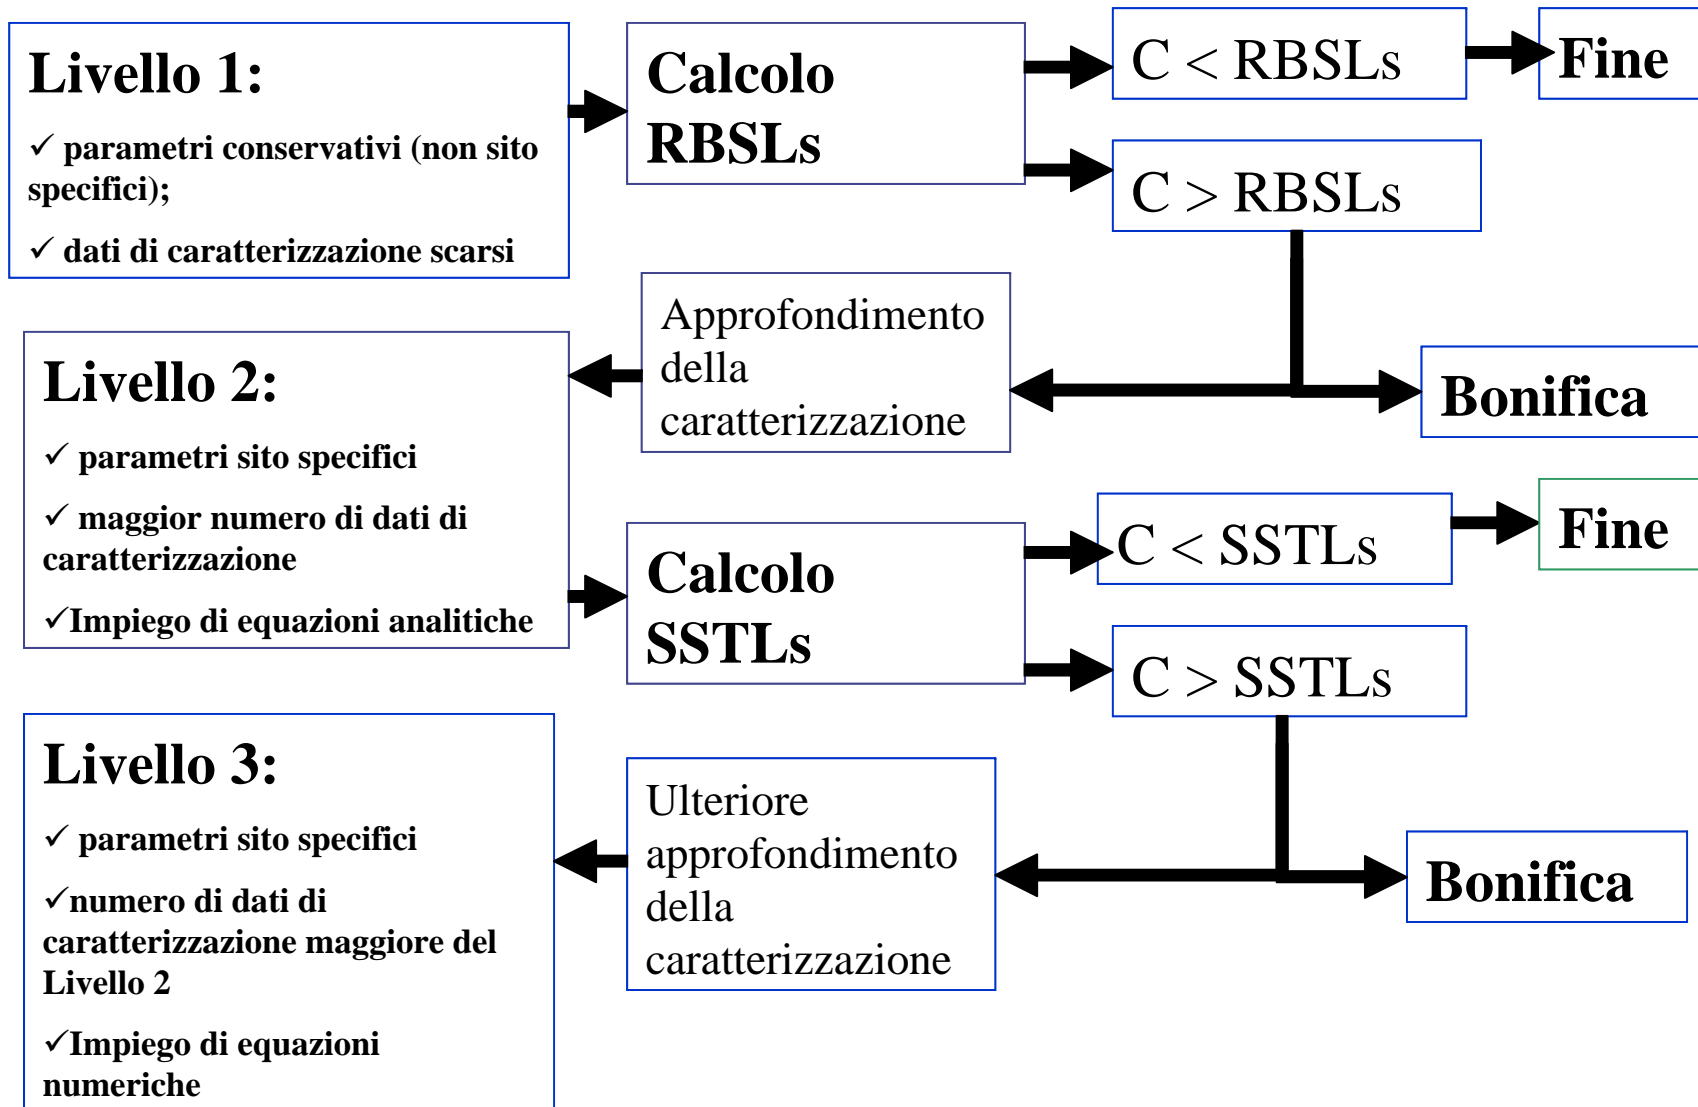 Livello 1:
✓ parametri conservativi (non sito
specifici);
✓ dati di caratterizzazione scarsi
Calcolo
RBSLs
C < RBSLs
Fine
C > RBSLs
Approfondimento
della
caratterizzazione
Bonifica
Livello 2:
✓ parametri sito specifici
✓ maggior numero di dati di
caratterizzazione
✓Impiego di equazioni analitiche
Calcolo
SSTLs
C < SSTLs
Fine
C > SSTLs
Ulteriore
approfondimento
della
caratterizzazione
Bonifica
Livello 3:
✓ parametri sito specifici
✓numero di dati di
caratterizzazione maggiore del
Livello 2
✓Impiego di equazioni
numeriche